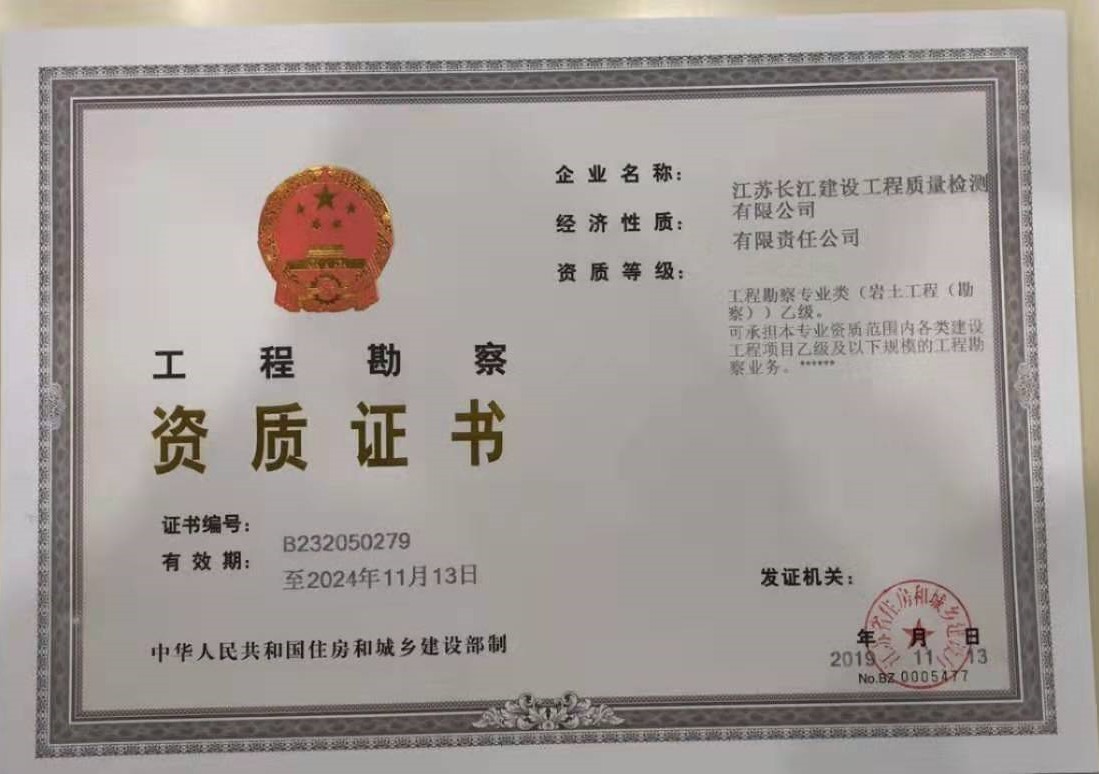 工程勘察
资质证书
证书编号：
B232050279
有效期：
至2024年11月13日
中华人民共和国住房和城乡建设部制
企业名称：
江苏长江建设工程质量检测
有限公司
经济性质：
有限责任公司
资质等级：
工程勘察专业类（岩土工程（勘
察））乙级。
可承担本专业资质范围内各类建设
工程项目乙级及以下规模的工程勘
察业务。******
发证机关：
省住房和城乡建
年 月 日
2019 11 13
No.BZ 0005477